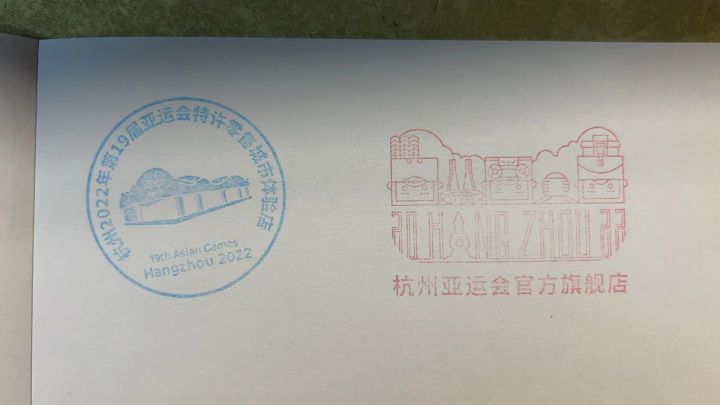 杭州2022年第19届亚运会特许零售城市体验店
19th Asian Games
Hangzhou 2022
20 HANG ZHOU 22
杭州亚运会官方旗舰店